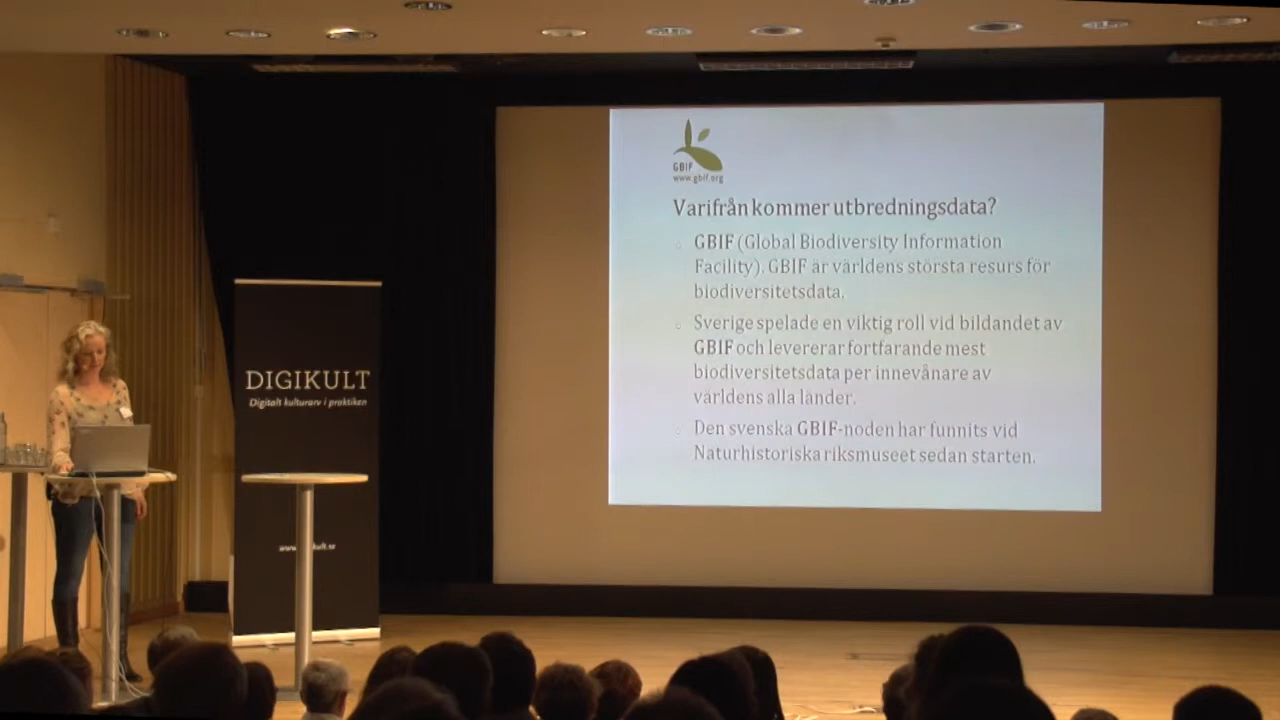 GBIF
www.gbif.org
Varifrån kommer utbredningsdata?
GBIF (Global Biodiversity Information
Facility). GBIF är världens största resurs för
biodiversitetsdata.
Sverige spelade en viktig roll vid bildandet av
GBIF och levererar fortfarande mest
biodiversitetsdata per innevånare av
världens alla länder.
Den svenska GBIF-noden har funnits vid
Naturhistoriska riksmuseet sedan starten.
DIGIKULT
Digitalt kulturarv i praktiken